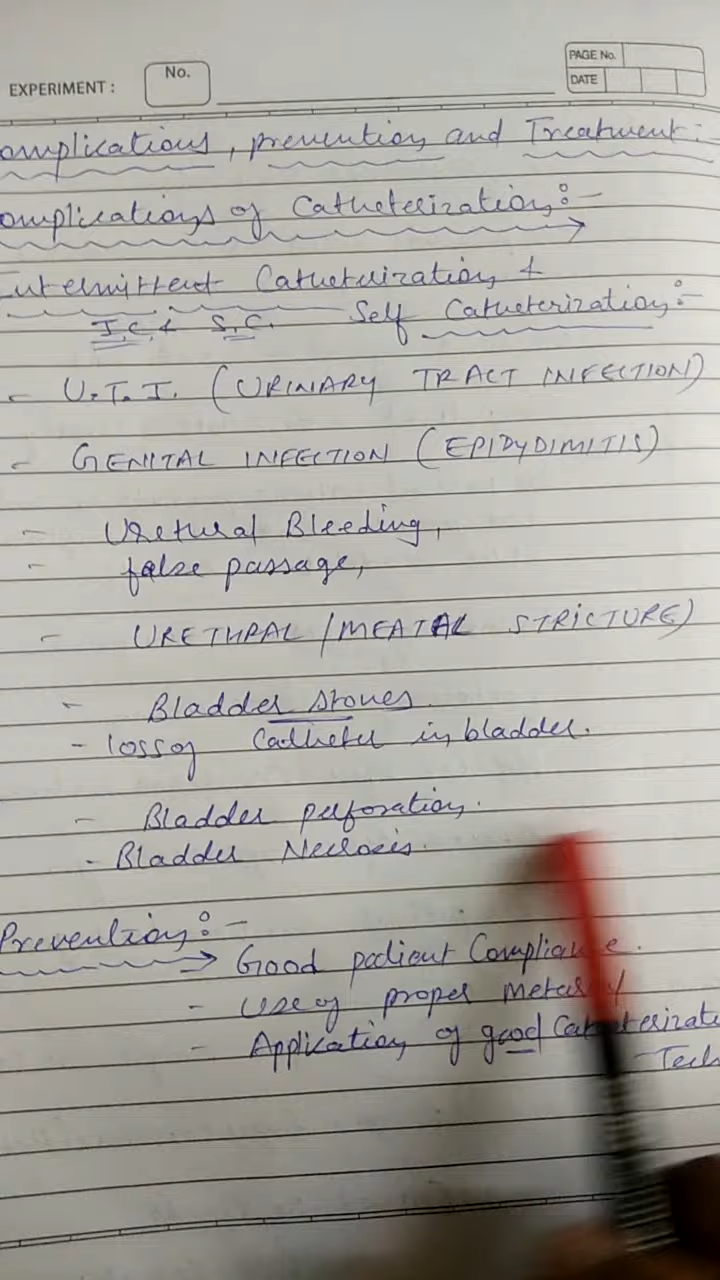 EXPERIMENT :
No.
PAGE No.
DATE
omplications, prevention and Treatment :-
omplications of Catheterization :-
Intermittent Catheterization &
I.C. & S.C. Self Catheterization :-
- U.T.I. (URINARY TRACT INFECTION)
- GENITAL INFECTION (EPIDYDIMITIS)
- Urethral Bleeding,
- false passage,
- URETHRAL /MEATAL STRICTURE)
- Bladder stones.
- loss of Catheter in bladder.
- Bladder perforation.
- Bladder Necrosis.
Prevention :-
Good patient Compliance.
- Use of proper
- Application of good